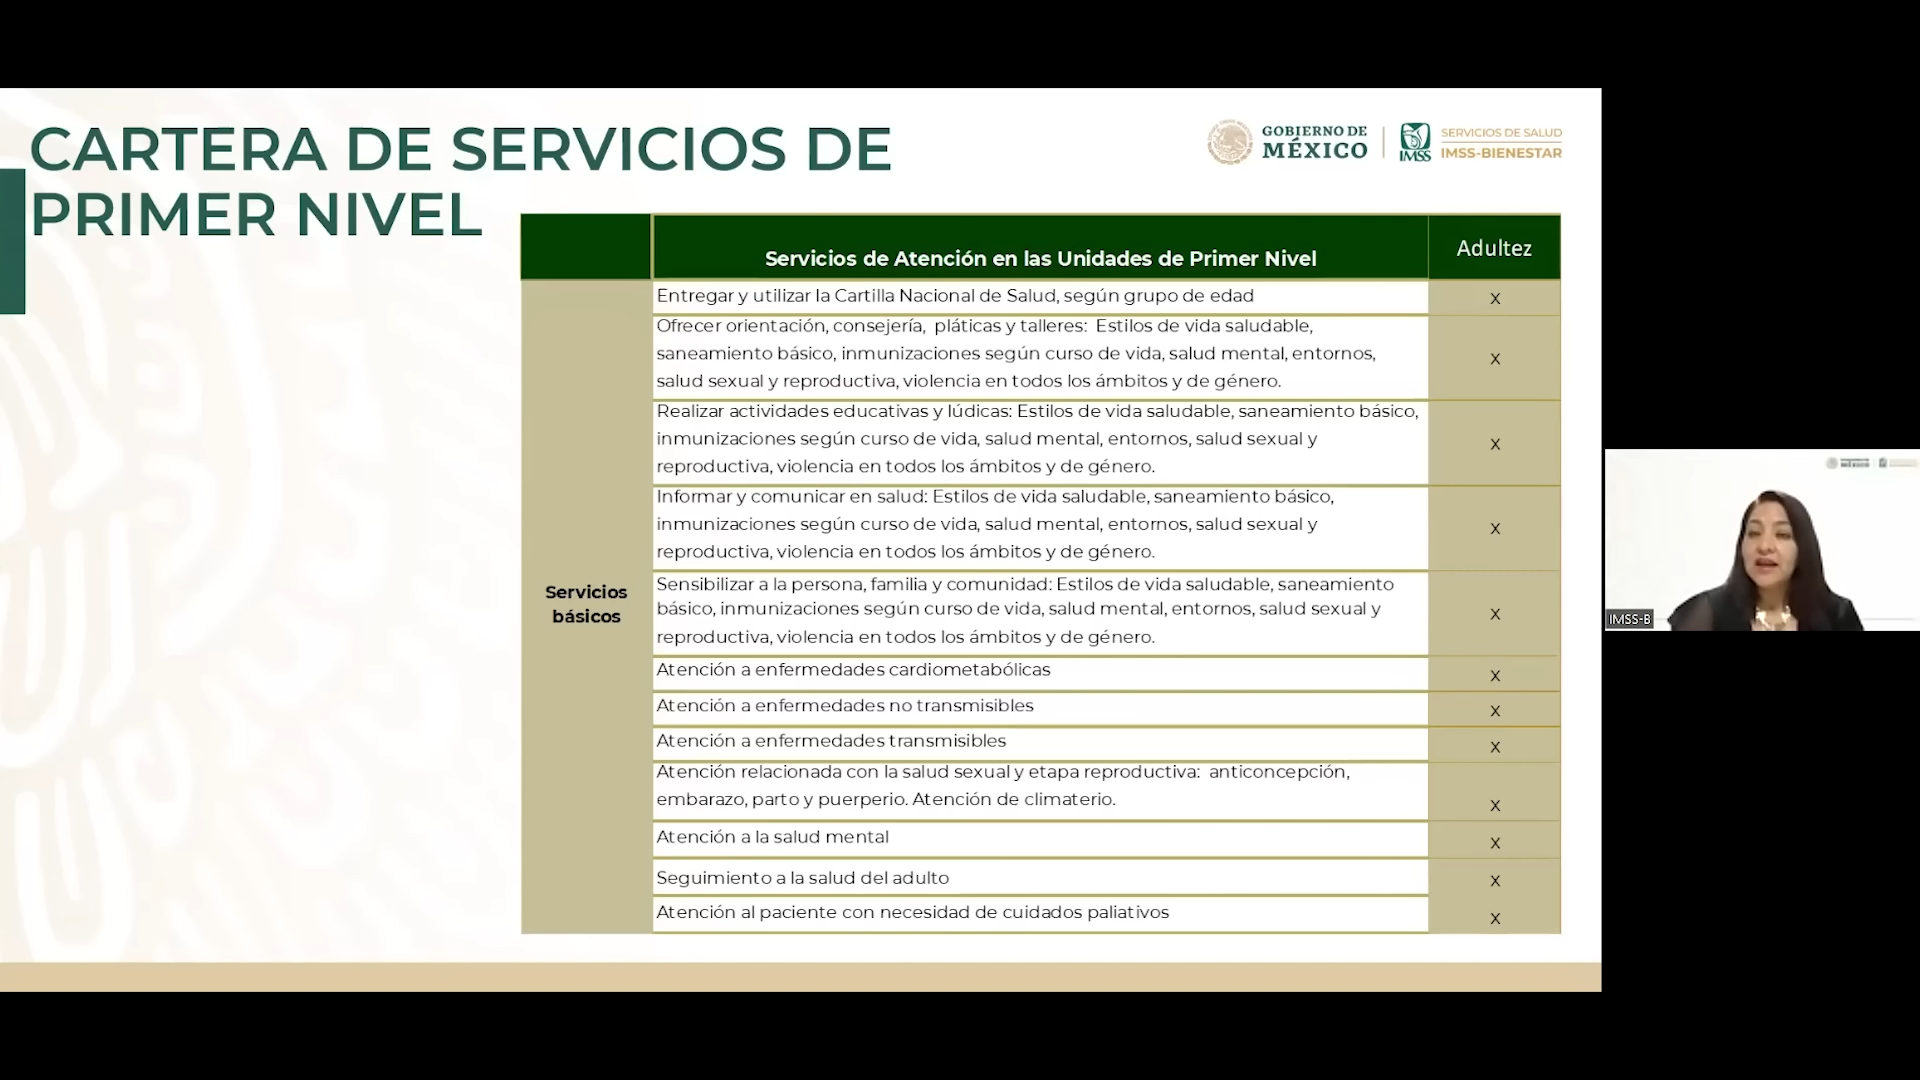 CARTERA DE SERVICIOS DE
PRIMER NIVEL
GOBIERNO DE
MÉXICO
IMSS
SERVICIOS DE SALUD
IMSS-BIENESTAR
Servicios de Atención en las Unidades de Primer Nivel
Adultez
Servicios
básicos
Entregar y utilizar la Cartilla Nacional de Salud, según grupo de edad
X
Ofrecer orientación, consejería, pláticas y talleres: Estilos de vida saludable,
saneamiento básico, inmunizaciones según curso de vida, salud mental, entornos,
salud sexual y reproductiva, violencia en todos los ámbitos y de género.
X
Realizar actividades educativas y lúdicas: Estilos de vida saludable, saneamiento básico,
inmunizaciones según curso de vida, salud mental, entornos, salud sexual y
reproductiva, violencia en todos los ámbitos y de género.
X
Informar y comunicar en salud: Estilos de vida saludable, saneamiento básico,
inmunizaciones según curso de vida, salud mental, entornos, salud sexual y
reproductiva, violencia en todos los ámbitos y de género.
X
Sensibilizar a la persona, familia y comunidad: Estilos de vida saludable, saneamiento
básico, inmunizaciones según curso de vida, salud mental, entornos, salud sexual y
reproductiva, violencia en todos los ámbitos y de género.
X
Atención a enfermedades cardiometabólicas
X
Atención a enfermedades no transmisibles
X
Atención a enfermedades transmisibles
X
Atención relacionada con la salud sexual y etapa reproductiva: anticoncepción,
embarazo, parto y puerperio. Atención de climaterio.
X
Atención a la salud mental
X
Seguimiento a la salud del adulto
X
Atención al paciente con necesidad de cuidados paliativos
X
MÉXICO
IMSS-B